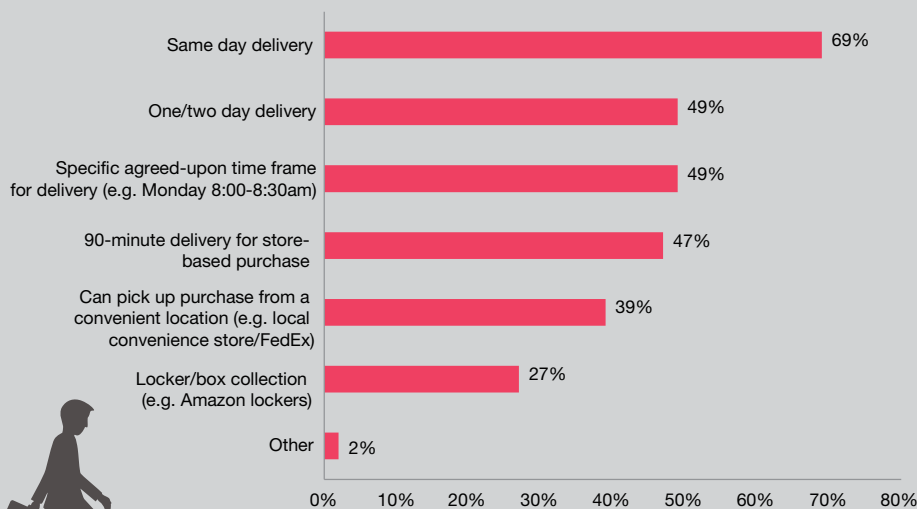 Same day delivery
69%
One/two day delivery
49%
Specific agreed-upon time frame
for delivery (e.g. Monday 8:00-8:30am)
49%
90-minute delivery for store-
based purchase
47%
Can pick up purchase from a
convenient location (e.g. local
convenience store/FedEx)
39%
Locker/box collection
(e.g. Amazon lockers)
27%
Other
2%
0% 10% 20% 30% 40% 50% 60% 70% 80%